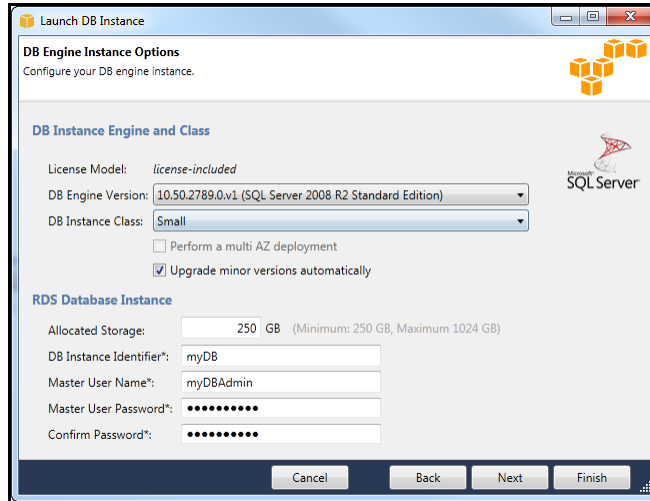 Launch DB Instance
DB Engine Instance Options
Configure your DB engine instance.
DB Instance Engine and Class
License Model: license-included
Microsoft
SQL Server
DB Engine Version: 10.50.2789.0.v1 (SQL Server 2008 R2 Standard Edition)
DB Instance Class: Small
Perform a multi AZ deployment
Upgrade minor versions automatically
RDS Database Instance
Allocated Storage: 250 GB (Minimum: 250 GB, Maximum 1024 GB)
DB Instance Identifier*: myDB
Master User Name*: myDBAdmin
Master User Password*: ●●●●●●●●●●
Confirm Password*: ●●●●●●●●●●
Cancel Back Next Finish